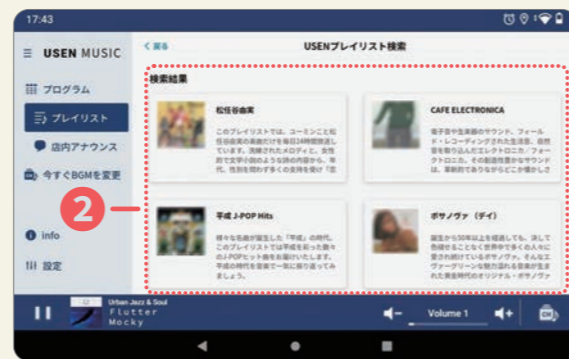 17:43
USEN MUSIC
プログラム
プレイリスト
店内アナウンス
今すぐBGMを変更
info
設定
2
戻る
USENプレイリスト検索
検索結果
松任谷由実
このプレイリストでは、ユーミンこと松
任谷由実の楽曲だけを毎日24時間放送し
ています。洗練されたメロディと、女性
的で文学小説のような詩の内容から、年
代、性別を問わず多くの支持を受け「恋
CAFE ELECTRONICA
電子音や生楽器のサウンド、フィール
ド・レコーディングされた生活音、自然
音を取り込んだエレクトロニカ／フォー
クトロニカ。その創造性豊かなサウンド
は、革新的でありながらどこか懐かしさ
平成 J-POP Hits
様々な名曲が誕生した「平成」の時代。
このプレイリストでは平成を彩った数々
のJ-POPヒット曲をお届けいたします。
平成の時代を音楽で一気に振り返ってみ
ましょう。
ボサノヴァ（デイ）
誕生から50年以上を経過しても、決して
色褪せることなく世界中で多くの人々に
愛され続けているボサノヴァ。そんなエ
ヴァーグリーンな魅力溢れる音楽が生ま
れた黄金時代のオリジナル・ボサノヴァ
Urban Jazz & Soul
Flutter
Mocky
Volume 1
CM